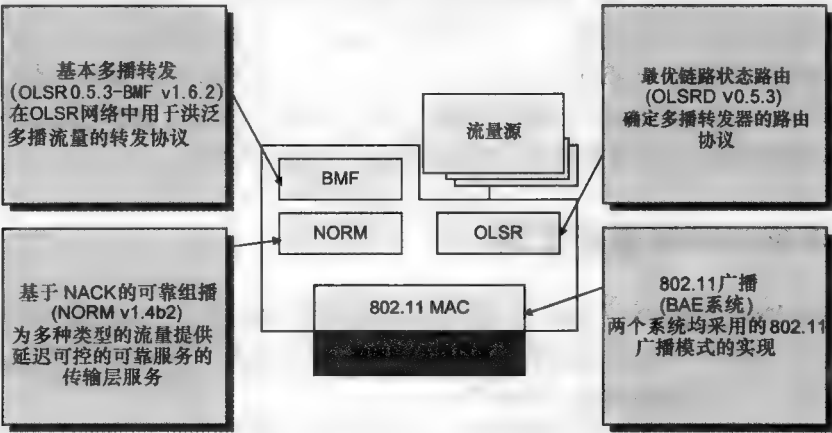 基本多播转发
(OLSR 0.5.3-BMF v1.6.2)
在OLSR网络中用于洪泛
多播流量的转发协议
最优链路状态路由
(OLSRD v0.5.3)
确定多播转发器的路由
协议
流量源
BMF
NORM
OLSR
802.11 MAC
基于 NACK的可靠组播
(NORM v1.4b2)
为多种类型的流量提供
延迟可控的可靠服务的
传输层服务
802.11广播
(BAE系统)
两个系统均采用的802.11
广播模式的实现